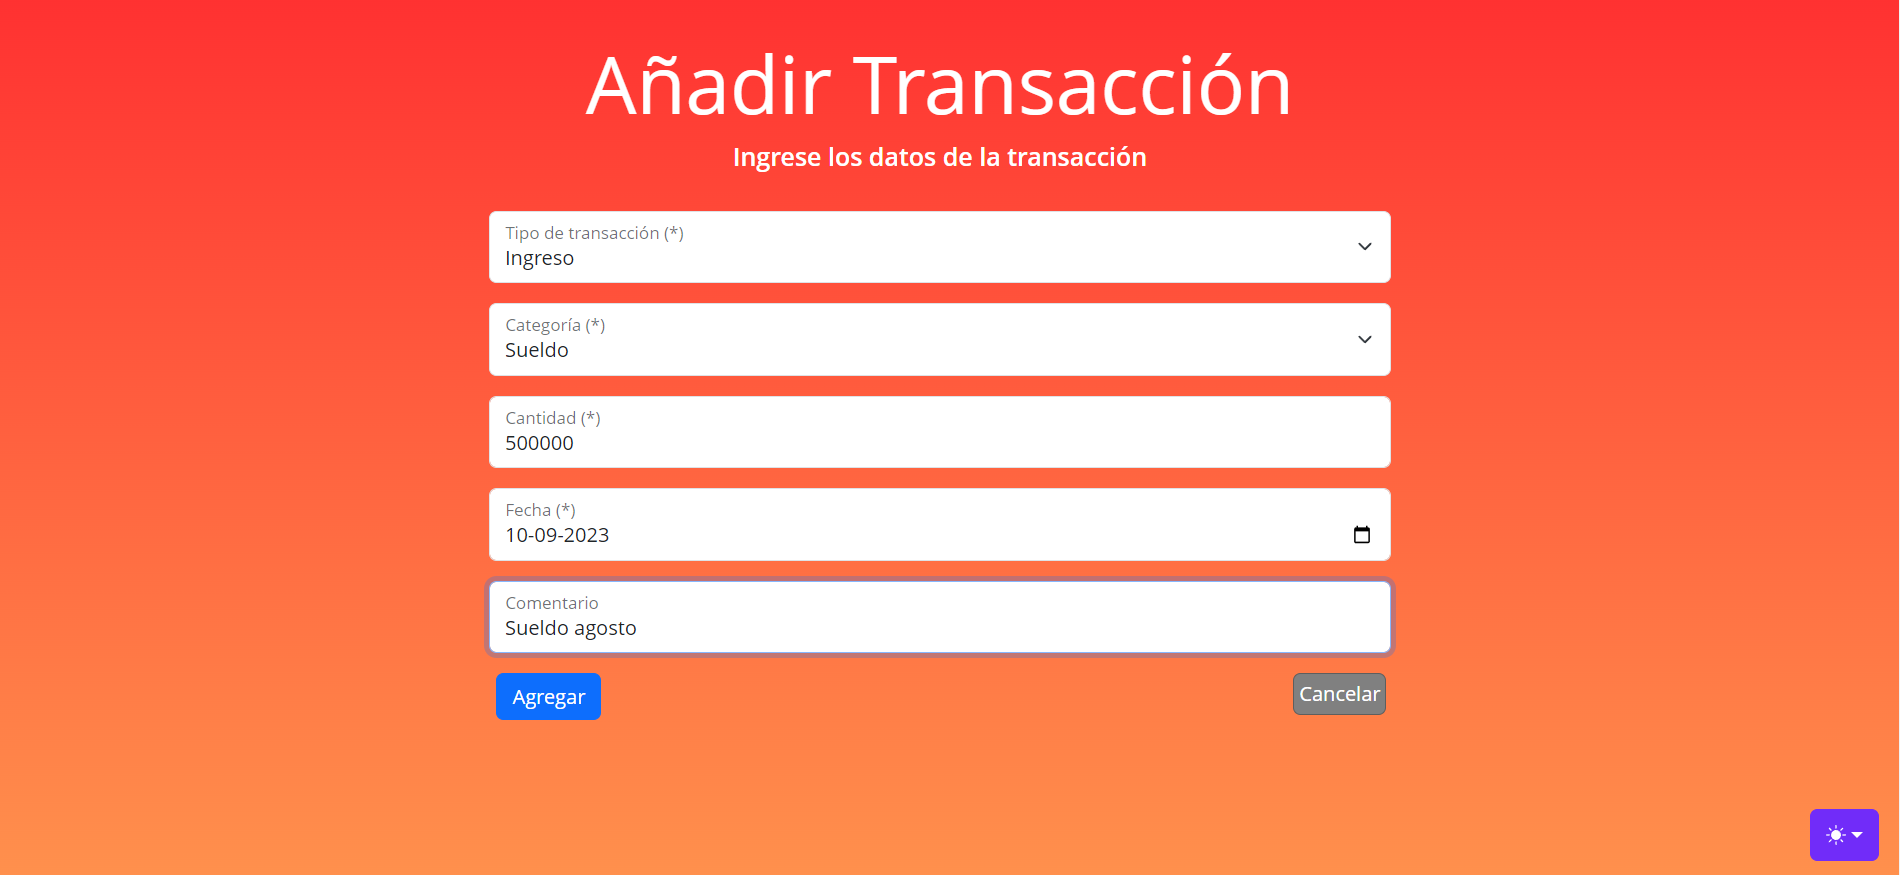 Añadir Transacción
Ingrese los datos de la transacción
Tipo de transacción (*)
Ingreso
Categoría (*)
Sueldo
Cantidad (*)
500000
Fecha (*)
10-09-2023
Comentario
Sueldo agosto
Agregar
Cancelar